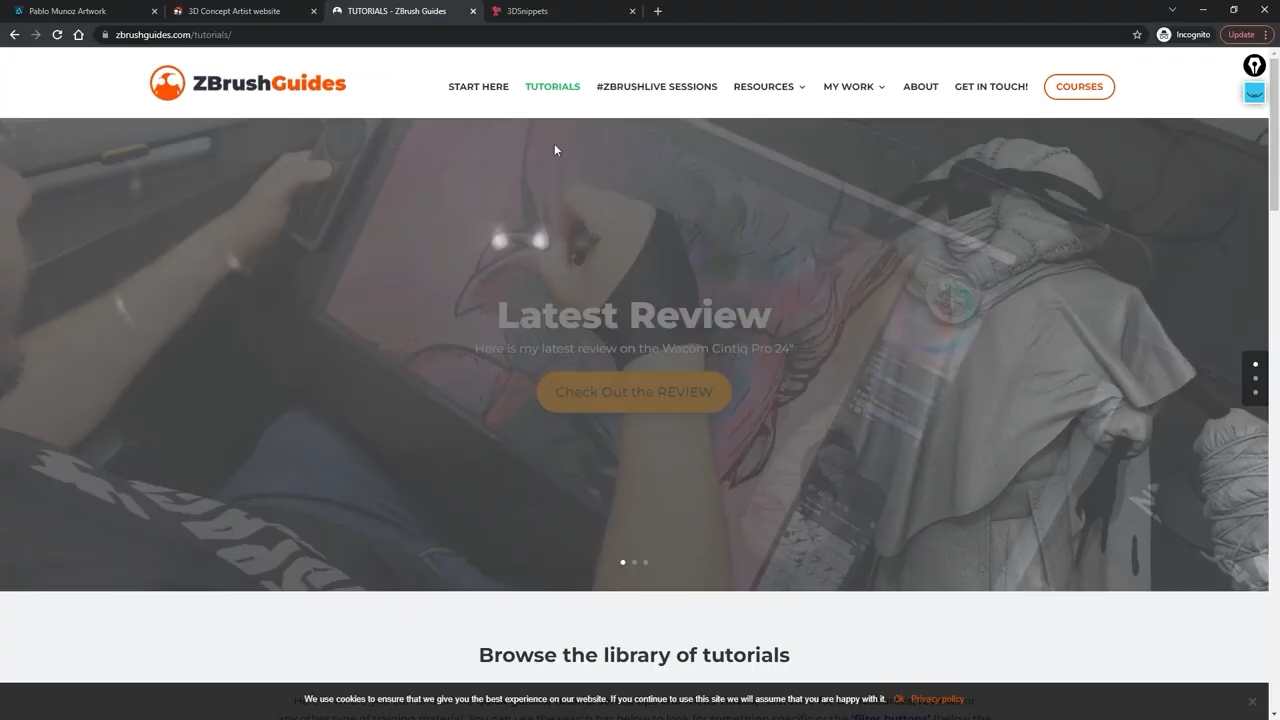 Pablo Munoz Artwork
3D Concept Artist website
TUTORIALS - ZBrush Guides
3DSnippets
zbrushguides.com/tutorials/
Incognito
Update
ZBrushGuides
START HERE
TUTORIALS
#ZBRUSHLIVE SESSIONS
RESOURCES
MY WORK
ABOUT
GET IN TOUCH!
COURSES
Latest Review
Here is my latest review on the Wacom Cintiq Pro 24"
Check Out the REVIEW
Browse the library of tutorials
We use cookies to ensure that we give you the best experience on our website. If you continue to use this site we will assume that you are happy with it. Ok Privacy policy